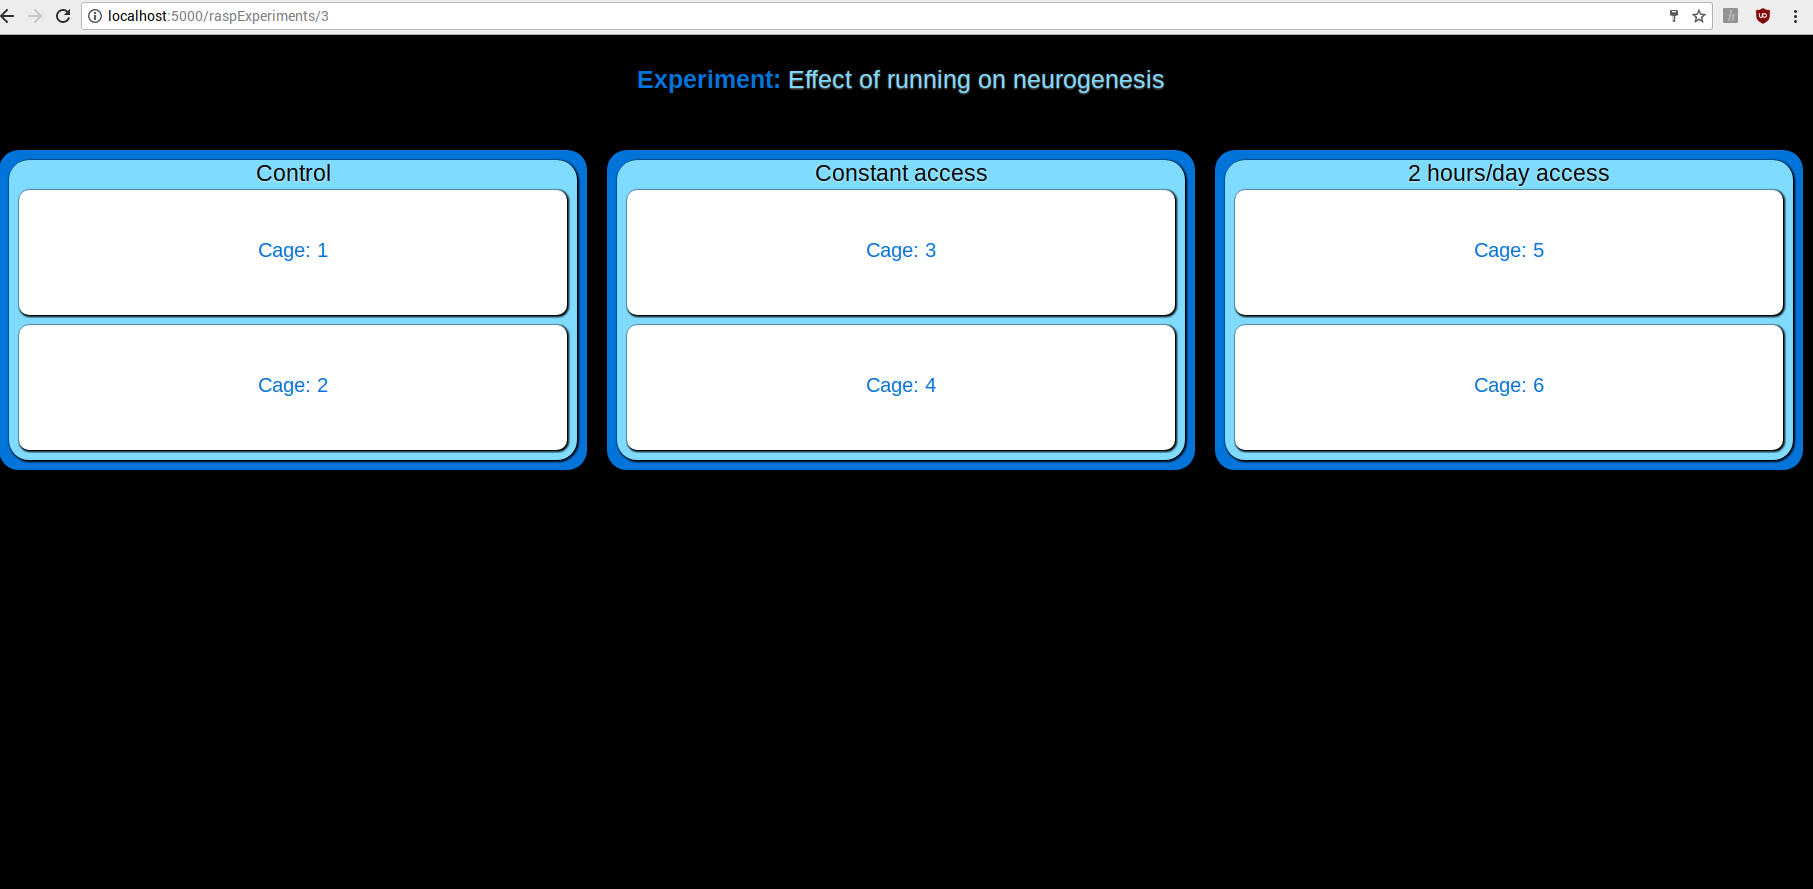 localhost:5000/raspExperiments/3
Experiment: Effect of running on neurogenesis
Control
Cage: 1
Cage: 2
Constant access
Cage: 3
Cage: 4
2 hours/day access
Cage: 5
Cage: 6